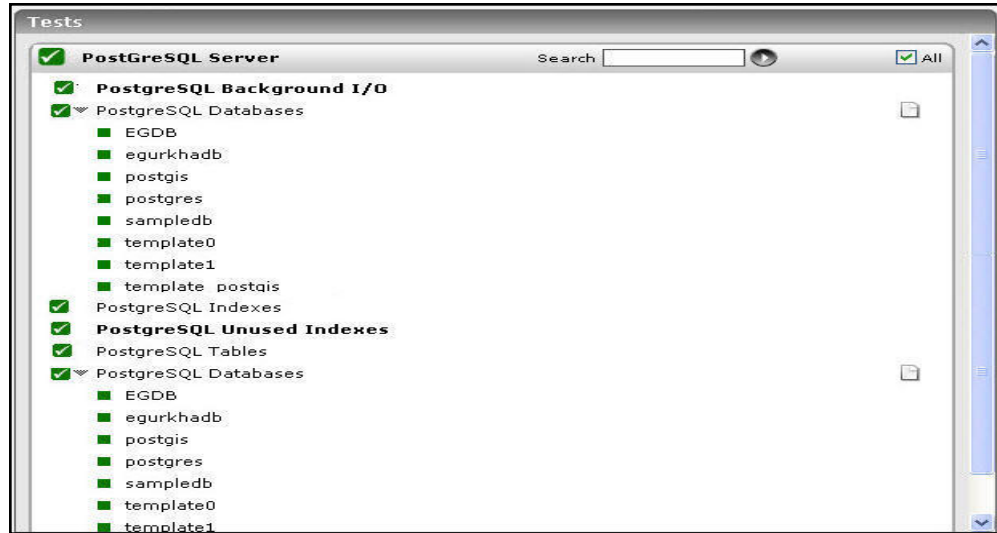 Tests
PostGreSQL Server Search All
PostgreSQL Background I/O
PostgreSQL Databases
EGDB
egurkhadb
postgis
postgres
sampledb
template0
template1
template_postgis
PostgreSQL Indexes
PostgreSQL Unused Indexes
PostgreSQL Tables
PostgreSQL Databases
EGDB
egurkhadb
postgis
postgres
sampledb
template0
template1